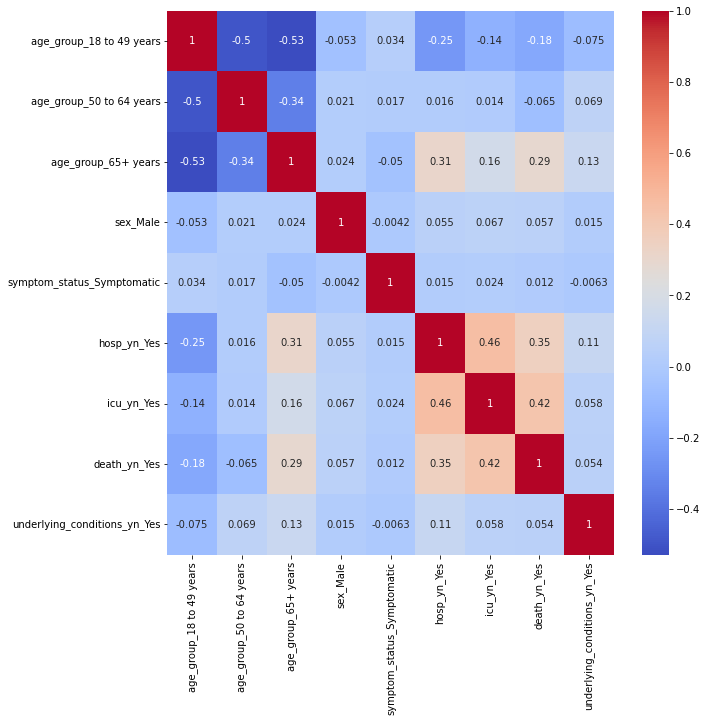 age_group_18 to 49 years 1 -0.5 -0.53 -0.053 0.034 -0.25 -0.14 -0.18 -0.075
age_group_50 to 64 years -0.5 1 -0.34 0.021 0.017 0.016 0.014 -0.065 0.069
age_group_65+ years -0.53 -0.34 1 0.024 -0.05 0.31 0.16 0.29 0.13
sex_Male -0.053 0.021 0.024 1 -0.0042 0.055 0.067 0.057 0.015
symptom_status_Symptomatic 0.034 0.017 -0.05 -0.0042 1 0.015 0.024 0.012 -0.0063
hosp_yn_Yes -0.25 0.016 0.31 0.055 0.015 1 0.46 0.35 0.11
icu_yn_Yes -0.14 0.014 0.16 0.067 0.024 0.46 1 0.42 0.058
death_yn_Yes -0.18 -0.065 0.29 0.057 0.012 0.35 0.42 1 0.054
underlying_conditions_yn_Yes -0.075 0.069 0.13 0.015 -0.0063 0.11 0.058 0.054 1
age_group_18 to 49 years
age_group_50 to 64 years
age_group_65+ years
sex_Male
symptom_status_Symptomatic
hosp_yn_Yes
icu_yn_Yes
death_yn_Yes
underlying_conditions_yn_Yes
1.0
0.8
0.6
0.4
0.2
0.0
−0.2
−0.4